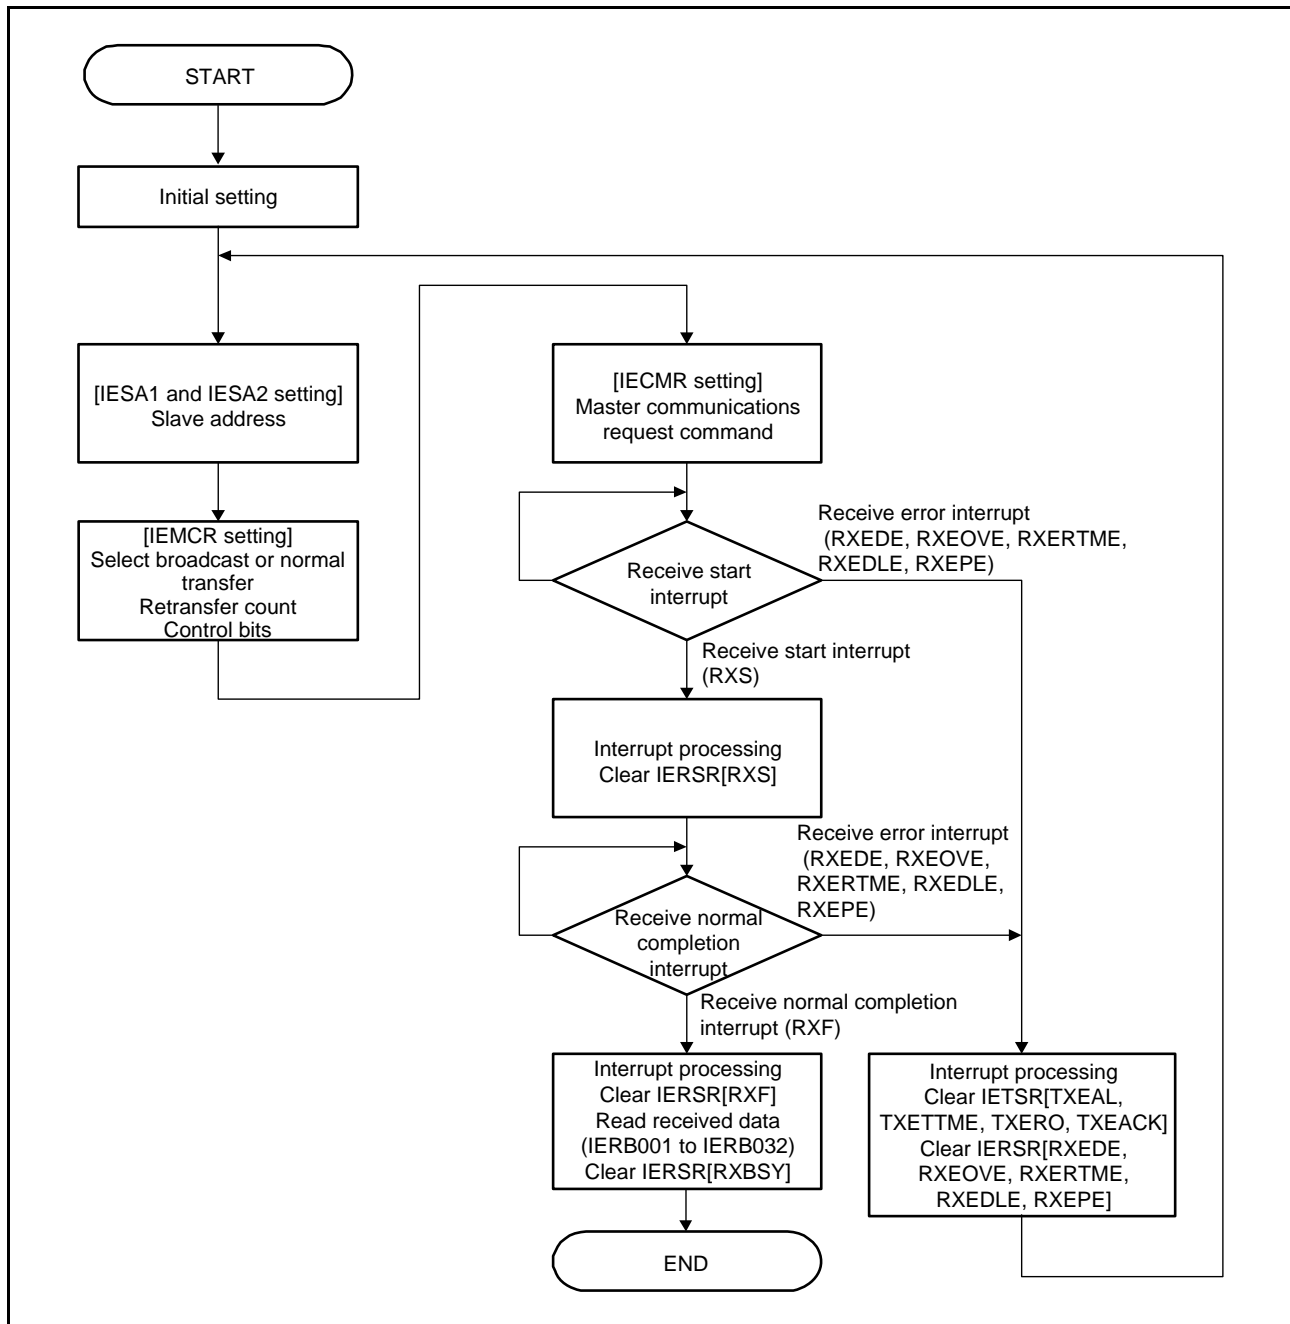 START
Initial setting
[IESA1 and IESA2 setting]
Slave address
[IEMCR setting]
Select broadcast or normal
transfer
Retransfer count
Control bits
[IECMR setting]
Master communications
request command
Receive start
interrupt
Receive error interrupt
(RXEDE, RXEOVE, RXERTME,
RXEDLE, RXEPE)
Receive start interrupt
(RXS)
Interrupt processing
Clear IERSR[RXS]
Receive normal
completion
interrupt
Receive error interrupt
(RXEDE, RXEOVE,
RXERTME, RXEDLE,
RXEPE)
Receive normal completion
interrupt (RXF)
Interrupt processing
Clear IERSR[RXF]
Read received data
(IERB001 to IERB032)
Clear IERSR[RXBSY]
Interrupt processing
Clear IETSR[TXEAL,
TXETTME, TXERO, TXEACK]
Clear IERSR[RXEDE,
RXEOVE, RXERTME,
RXEDLE, RXEPE]
END